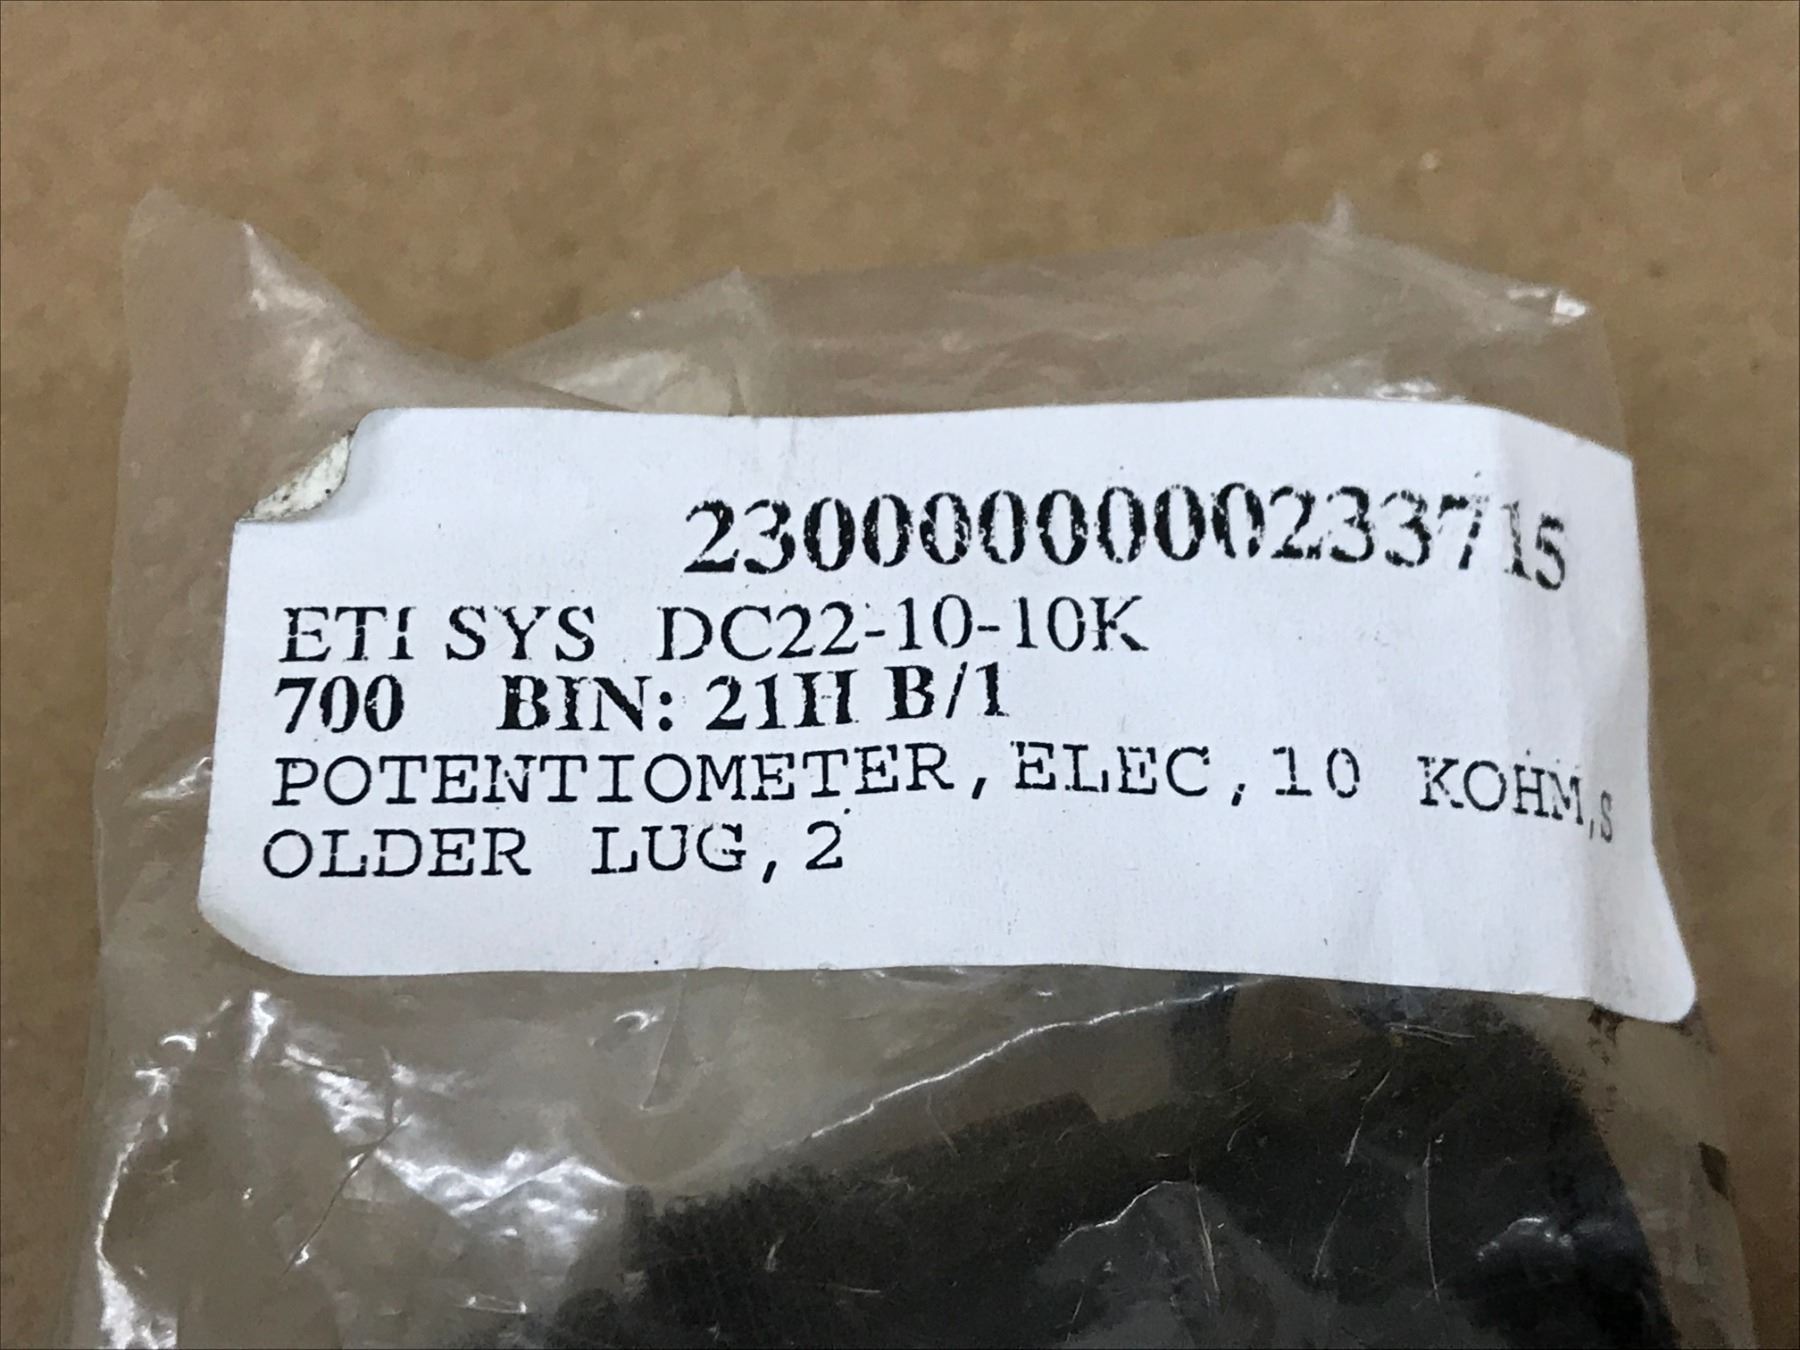 2300000000233715
ETI SYS DC22-10-10K
700 BIN: 21H B/1
POTENTIOMETER,ELEC,10 KOHM,S
OLDER LUG,2